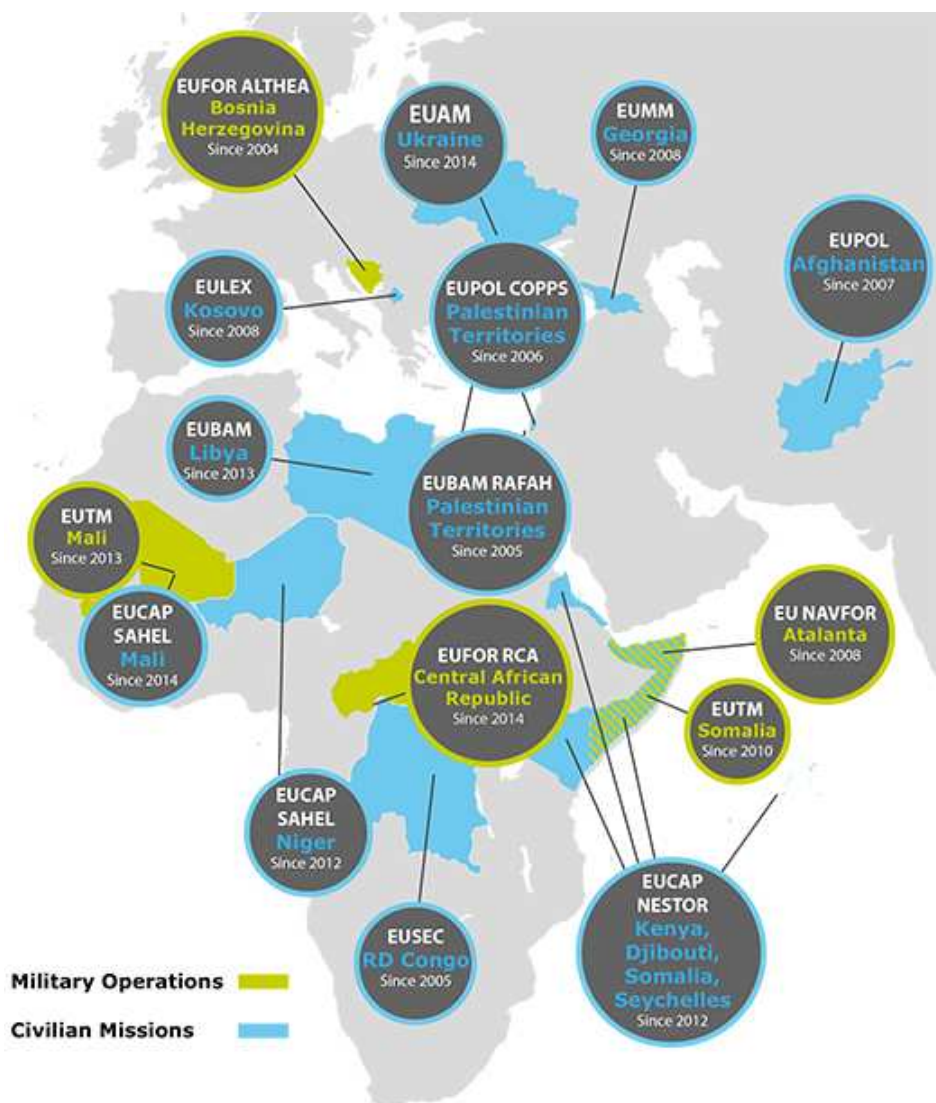 EUFOR ALTHEA
Bosnia
Herzegovina
Since 2004
EUAM
Ukraine
Since 2014
EUMM
Georgia
Since 2008
EUPOL
Afghanistan
Since 2007
EULEX
Kosovo
Since 2008
EUPOL COPPS
Palestinian
Territories
Since 2006
EUBAM
Libya
Since 2013
EUBAM RAFAH
Palestinian
Territories
Since 2005
EUTM
Mali
Since 2013
EUCAP
SAHEL
Mali
Since 2014
EUFOR RCA
Central African
Republic
Since 2014
EU NAVFOR
Atalanta
Since 2008
EUTM
Somalia
Since 2010
EUCAP
SAHEL
Niger
Since 2012
EUSEC
RD Congo
Since 2005
EUCAP
NESTOR
Kenya,
Djibouti,
Somalia,
Seychelles
Since 2012
Military Operations
Civilian Missions